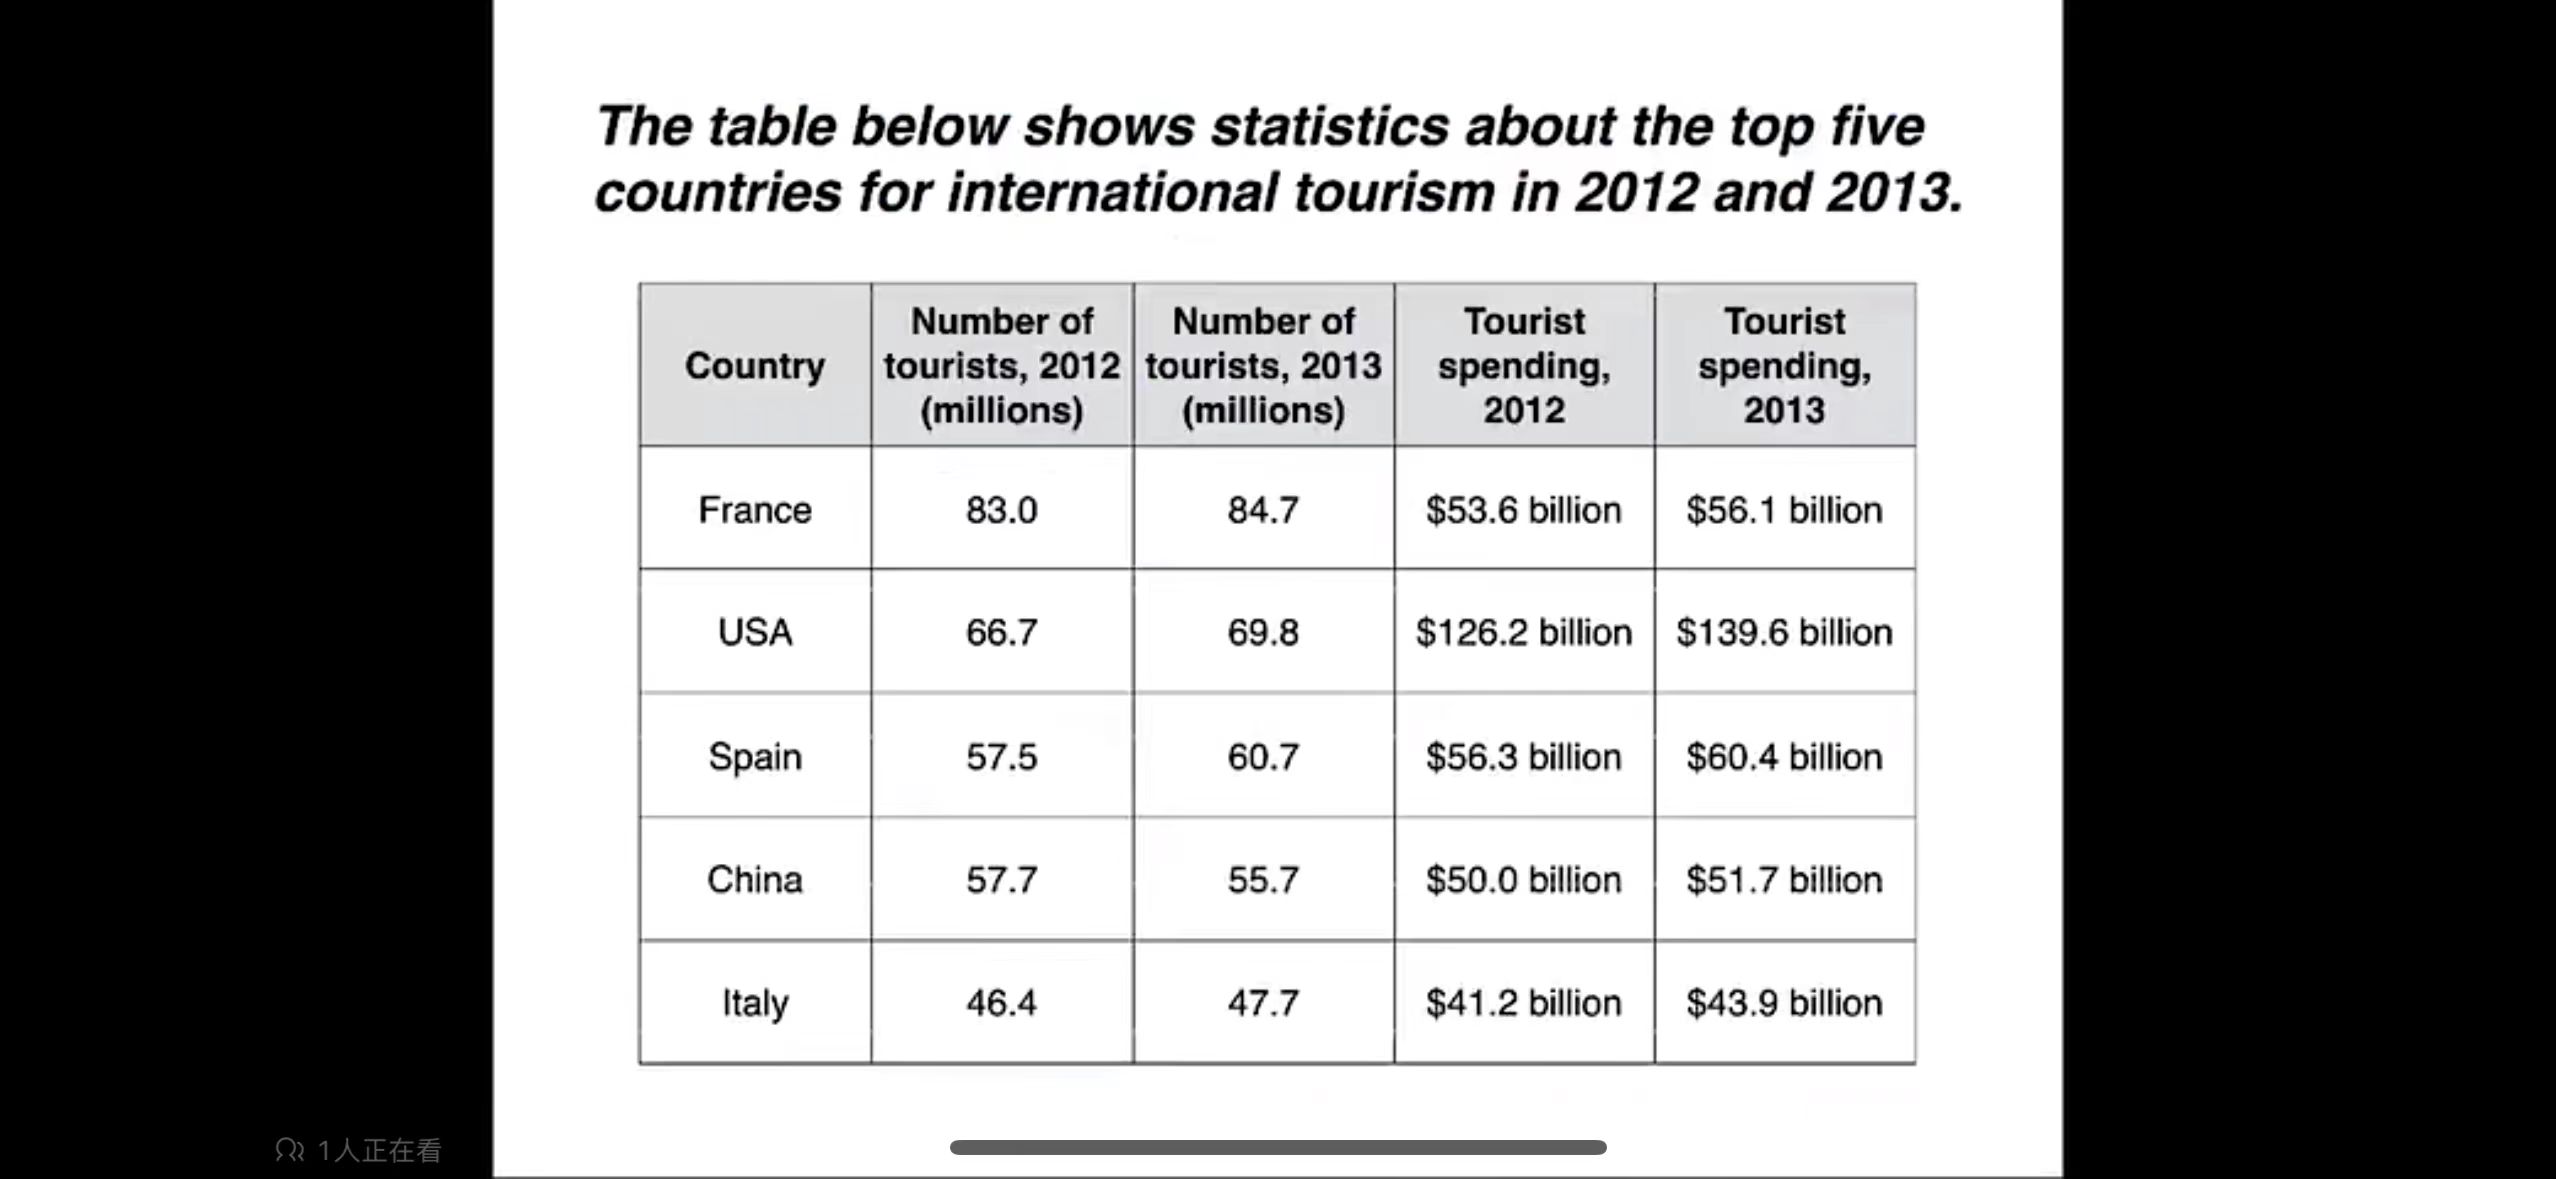 The table below shows statistics about the top five
countries for international tourism in 2012 and 2013.
Country
Number of
tourists, 2012
(millions)
Number of
tourists, 2013
(millions)
Tourist
spending,
2012
Tourist
spending,
2013
France
83.0
84.7
$53.6 billion
$56.1 billion
USA
66.7
69.8
$126.2 billion
$139.6 billion
Spain
57.5
60.7
$56.3 billion
$60.4 billion
China
57.7
55.7
$50.0 billion
$51.7 billion
Italy
46.4
47.7
$41.2 billion
$43.9 billion
1人正在看